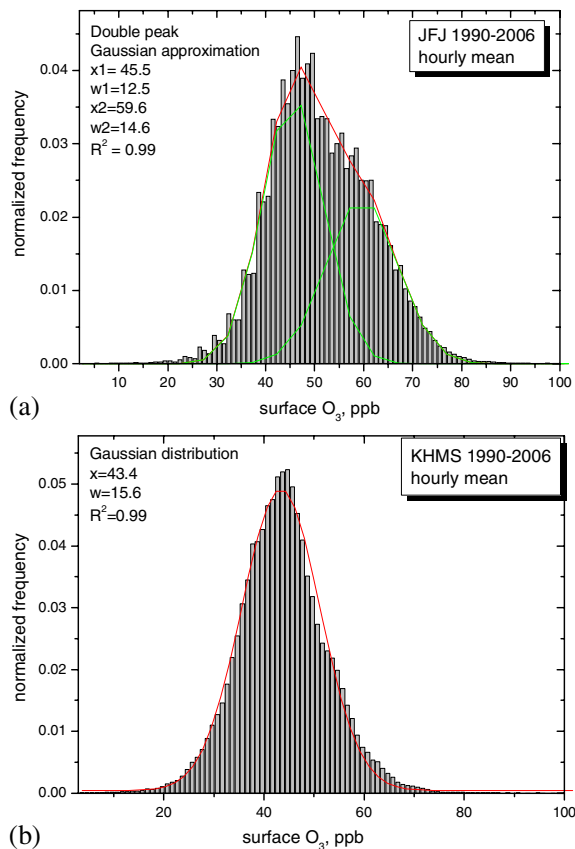 Double peak
Gaussian approximation
x1= 45.5
w1=12.5
x2=59.6
w2=14.6
R² = 0.99
JFJ 1990-2006
hourly mean
normalized frequency
0.04
0.03
0.02
0.01
0.00
10 20 30 40 50 60 70 80 90 100
surface O₃, ppb
(a)
Gaussian distribution
x=43.4
w=15.6
R²=0.99
KHMS 1990-2006
hourly mean
normalized frequency
0.05
0.04
0.03
0.02
0.01
0.00
20 40 60 80 100
surface O₃, ppb
(b)